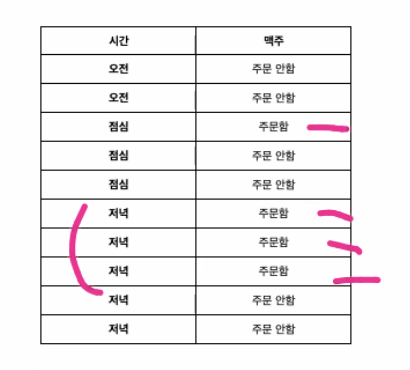 시간 맥주
오전 주문 안함
오전 주문 안함
점심 주문함
점심 주문 안함
점심 주문 안함
저녁 주문함
저녁 주문함
저녁 주문함
저녁 주문 안함
저녁 주문 안함